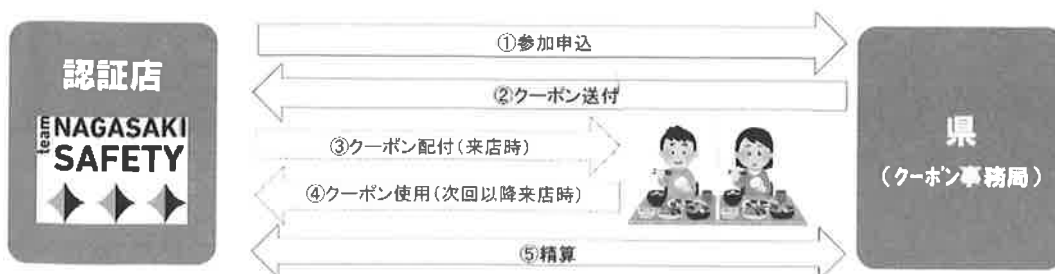 認証店
team
NAGASAKI
SAFETY
①参加申込
②クーポン送付
③クーポン配付(来店時)
④クーポン使用(次回以降来店時)
⑤精算
県
(クーポン事務局)